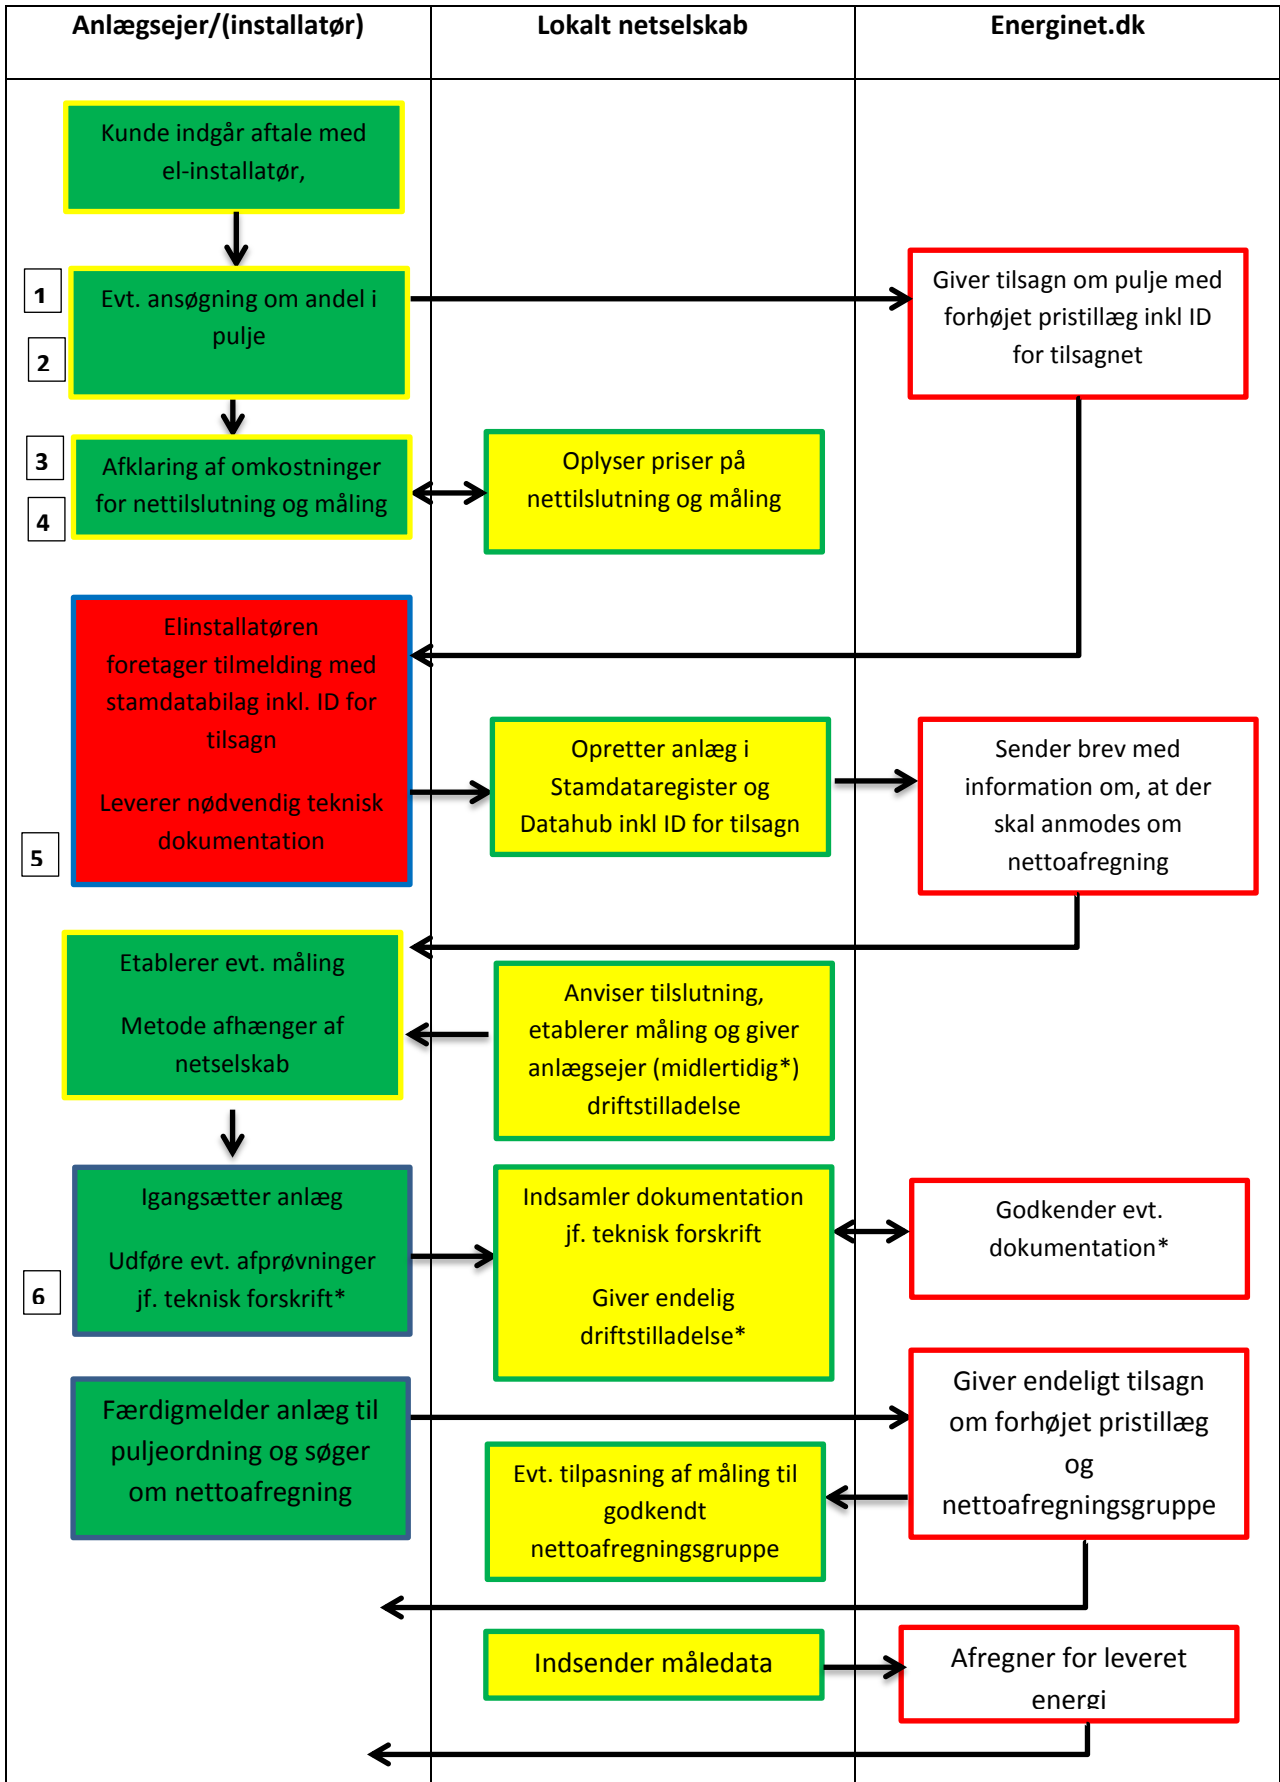 Anlægsejer/(installatør)
Lokalt netselskab
Energinet.dk
Kunde indgår aftale med
el-installatør,
1
Evt. ansøgning om andel i
pulje
2
Giver tilsagn om pulje med
forhøjet pristillæg inkl ID
for tilsagnet
3
Afklaring af omkostninger
for nettilslutning og måling
4
Oplyser priser på
nettilslutning og måling
Elinstallatøren
foretager tilmelding med
stamdatabilag inkl. ID for
tilsagn
Leverer nødvendig teknisk
dokumentation
5
Opretter anlæg i
Stamdataregister og
Datahub inkl ID for tilsagn
Sender brev med
information om, at der
skal anmodes om
nettoafregning
Etablerer evt. måling
Metode afhænger af
netselskab
Anviser tilslutning,
etablerer måling og giver
anlægsejer (midlertidig*)
driftstilladelse
Igangsætter anlæg
Udføre evt. afprøvninger
jf. teknisk forskrift*
6
Indsamler dokumentation
jf. teknisk forskrift
Giver endelig
driftstilladelse*
Godkender evt.
dokumentation*
Færdigmelder anlæg til
puljeordning og søger
om nettoafregning
Giver endeligt tilsagn
om forhøjet pristillæg
og
nettoafregningsgruppe
Evt. tilpasning af måling til
godkendt
nettoafregningsgruppe
Indsender måledata
Afregner for leveret
energi